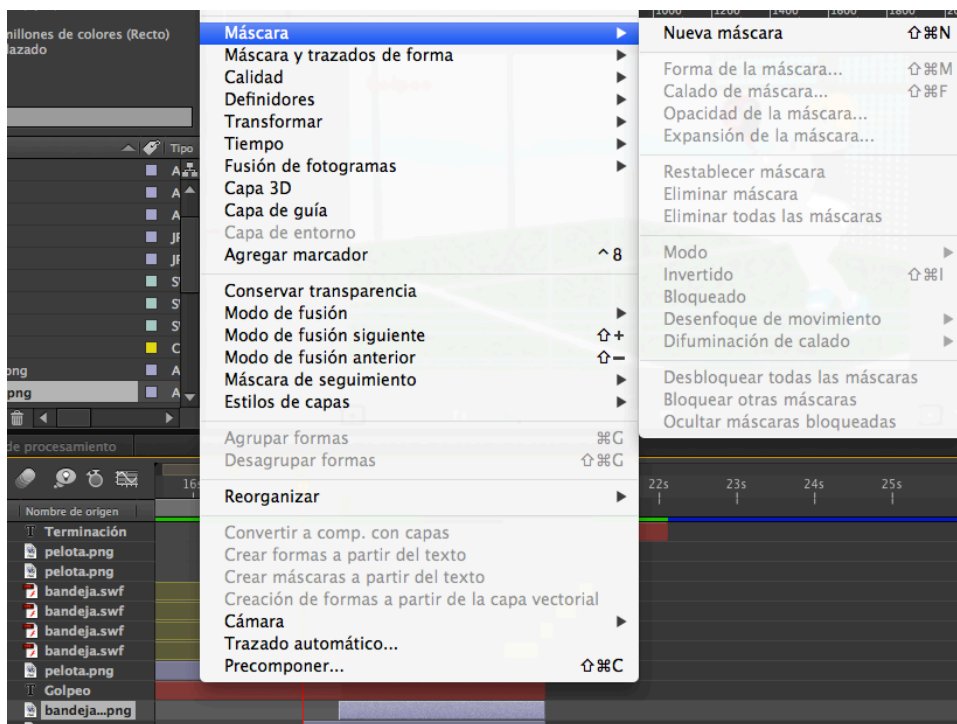 1000 1200 1400 1600 1800
millones de colores (Recto)
lazado
Tipo
png
png
Máscara
Máscara y trazados de forma
Calidad
Definidores
Transformar
Tiempo
Fusión de fotogramas
Capa 3D
Capa de guía
Capa de entorno
Agregar marcador ^8
Conservar transparencia
Modo de fusión
Modo de fusión siguiente ⇧+
Modo de fusión anterior ⇧−
Máscara de seguimiento
Estilos de capas
Agrupar formas ⌘G
Desagrupar formas ⇧⌘G
Reorganizar
Convertir a comp. con capas
Crear formas a partir del texto
Crear máscaras a partir del texto
Creación de formas a partir de la capa vectorial
Cámara
Trazado automático...
Precomponer... ⇧⌘C
Nueva máscara ⇧⌘N
Forma de la máscara... ⇧⌘M
Calado de máscara... ⇧⌘F
Opacidad de la máscara...
Expansión de la máscara...
Restablecer máscara
Eliminar máscara
Eliminar todas las máscaras
Modo
Invertido ⇧⌘I
Bloqueado
Desenfoque de movimiento
Difuminación de calado
Desbloquear todas las máscaras
Bloquear otras máscaras
Ocultar máscaras bloqueadas
de procesamiento
22s 23s 24s 25s
Nombre de origen
T Terminación
pelota.png
pelota.png
bandeja.swf
bandeja.swf
bandeja.swf
bandeja.swf
pelota.png
T Golpeo
bandeja...png